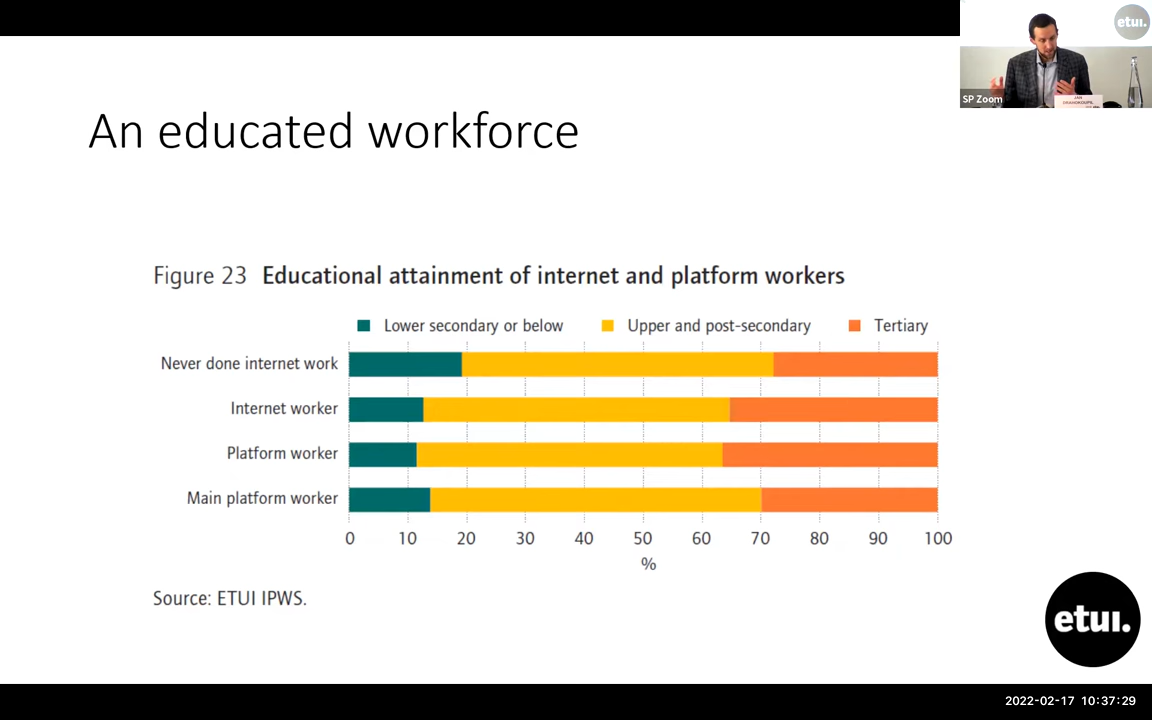 etui.
SP Zoom
JAN
An educated workforce
Figure 23 Educational attainment of internet and platform workers
Lower secondary or below Upper and post-secondary Tertiary
Never done internet work
Internet worker
Platform worker
Main platform worker
0 10 20 30 40 50 60 70 80 90 100
%
Source: ETUI IPWS.
etui.
2022-02-17 10:37:29